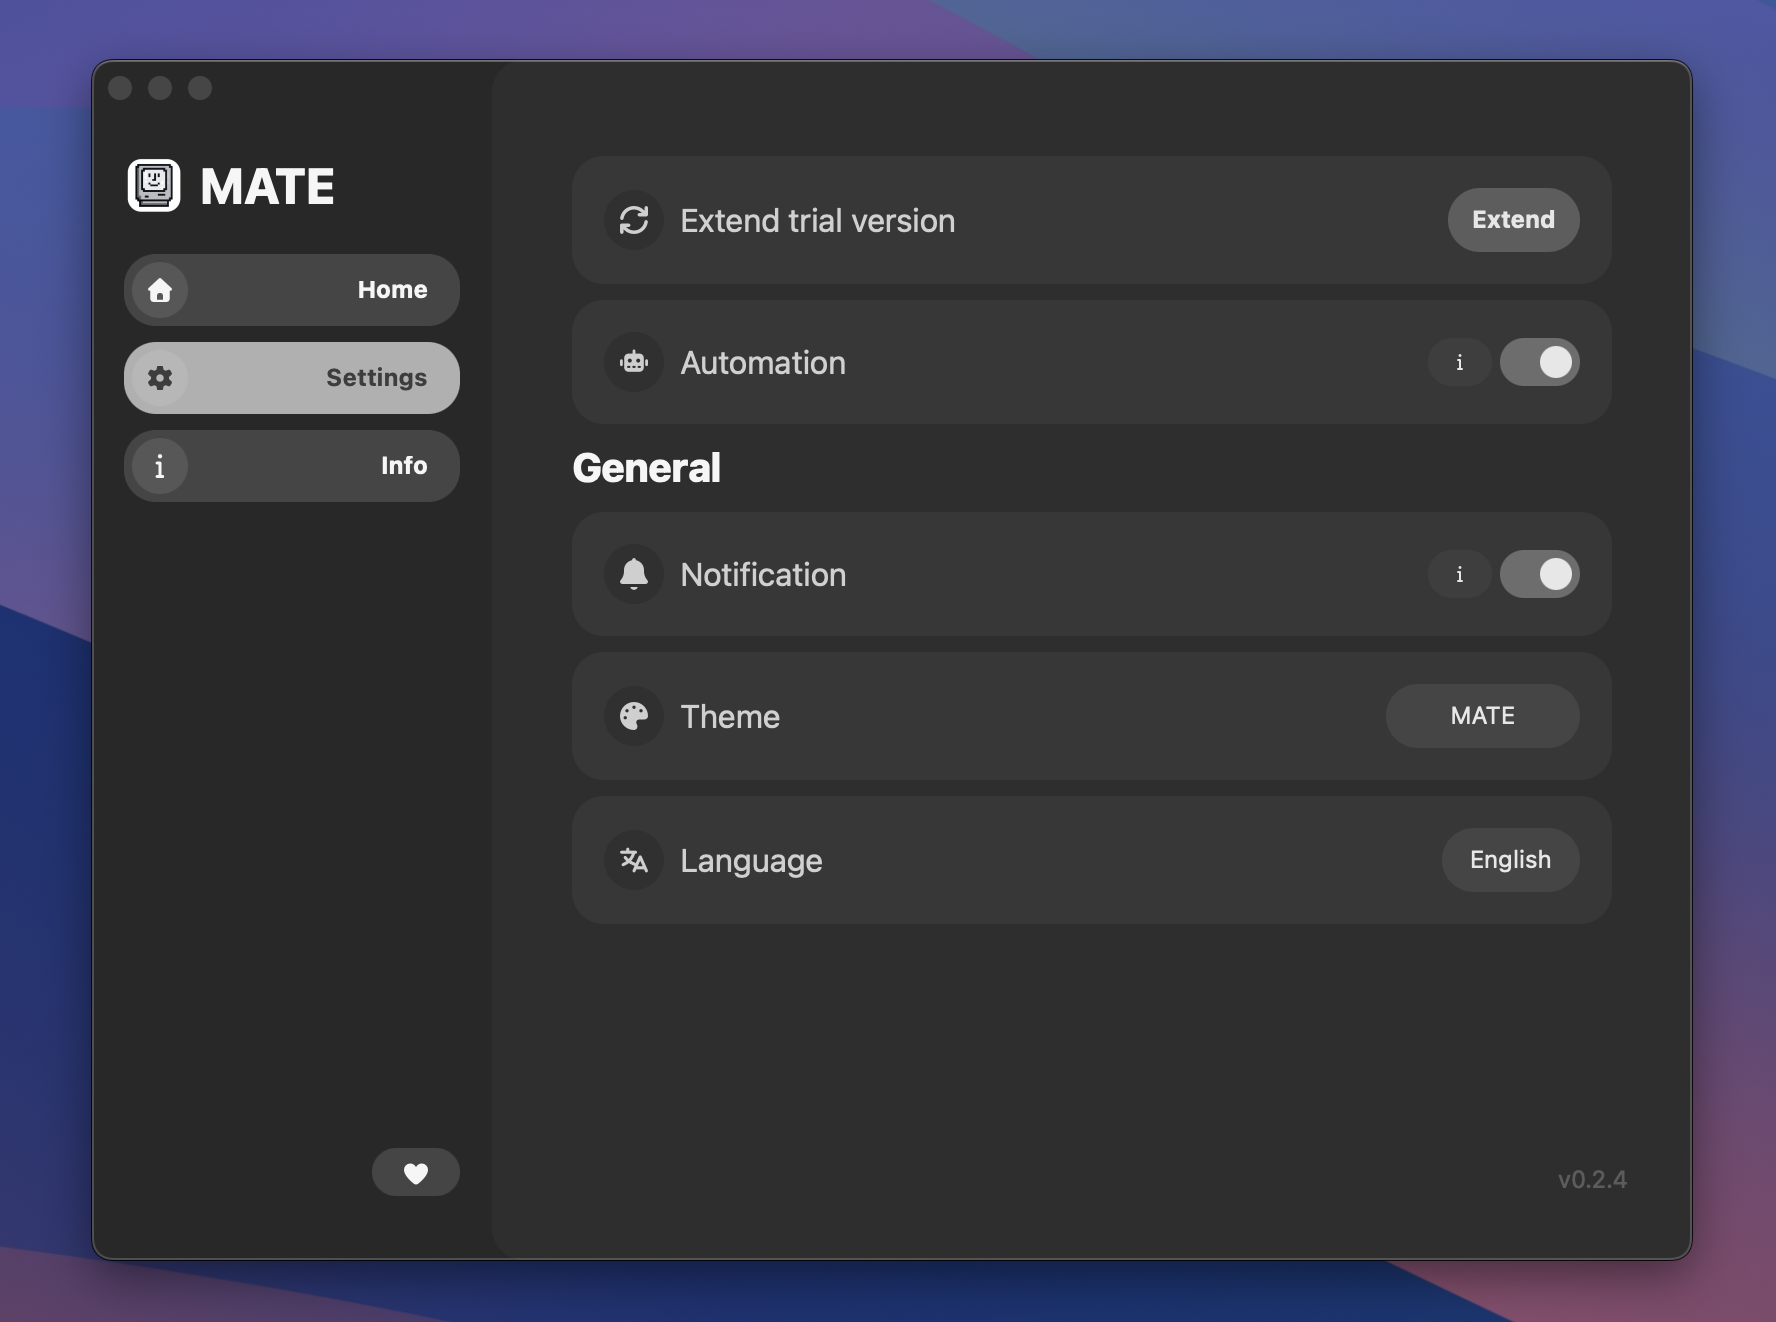 MATE
Home
Settings
Info
Extend trial version
Extend
Automation
i
General
Notification
i
Theme
MATE
Language
English
v0.2.4